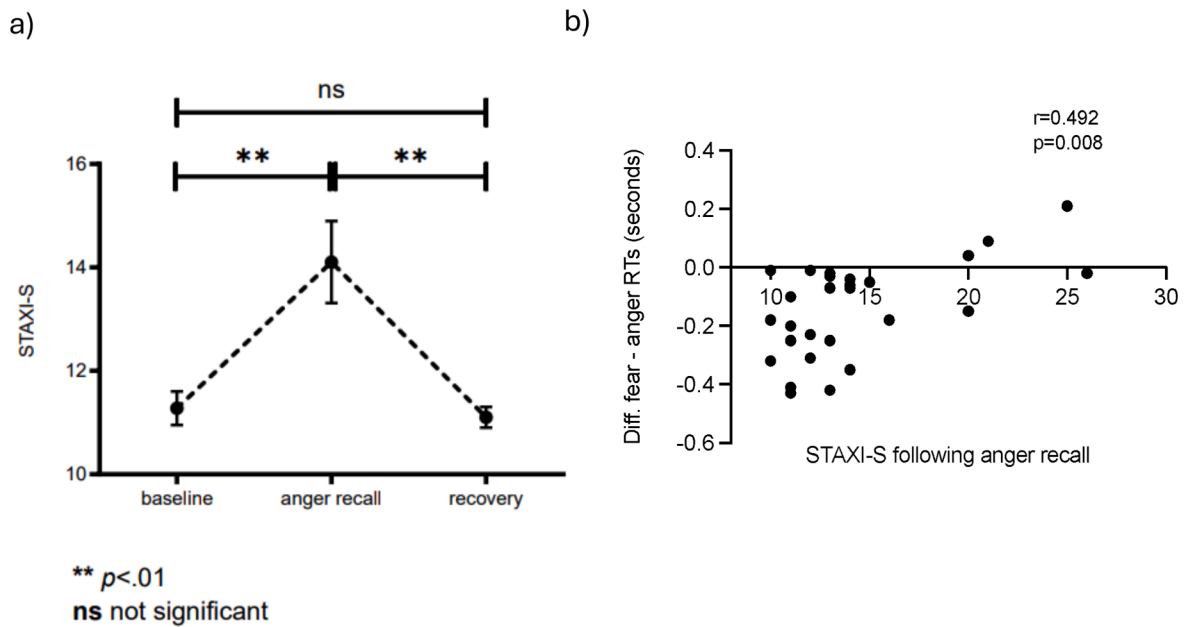 a)
ns
** **
16
14
12
10
STAXI-S
baseline anger recall recovery
** p<.01
ns not significant
b)
r=0.492
p=0.008
0.4
0.2
0.0
-0.2
-0.4
-0.6
10 15 20 25 30
Diff. fear - anger RTs (seconds)
STAXI-S following anger recall